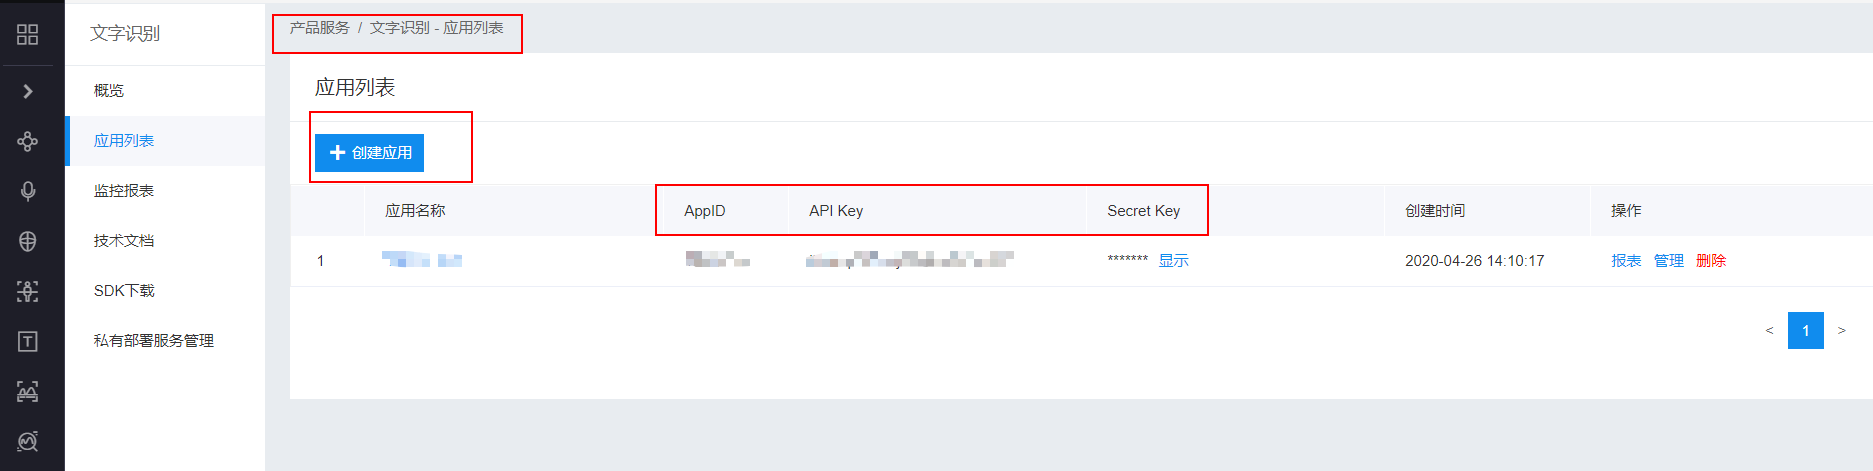 文字识别
概览
应用列表
监控报表
技术文档
SDK下载
私有部署服务管理
产品服务 / 文字识别 - 应用列表
应用列表
创建应用
应用名称 AppID API Key Secret Key 创建时间 操作
1 ******* 显示 2020-04-26 14:10:17 报表 管理 删除
< 1 >